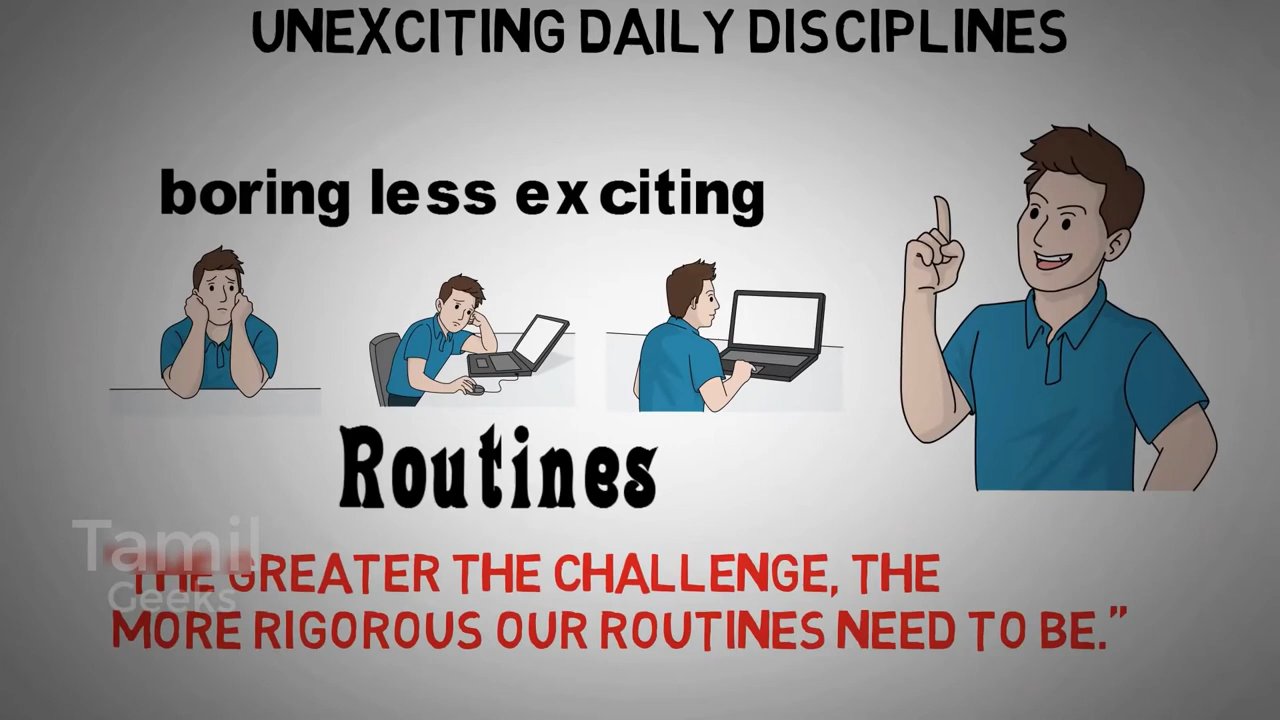 UNEXCITING DAILY DISCIPLINES
boring less exciting
Routines
Tamil
Geeks
"THE GREATER THE CHALLENGE, THE
MORE RIGOROUS OUR ROUTINES NEED TO BE."